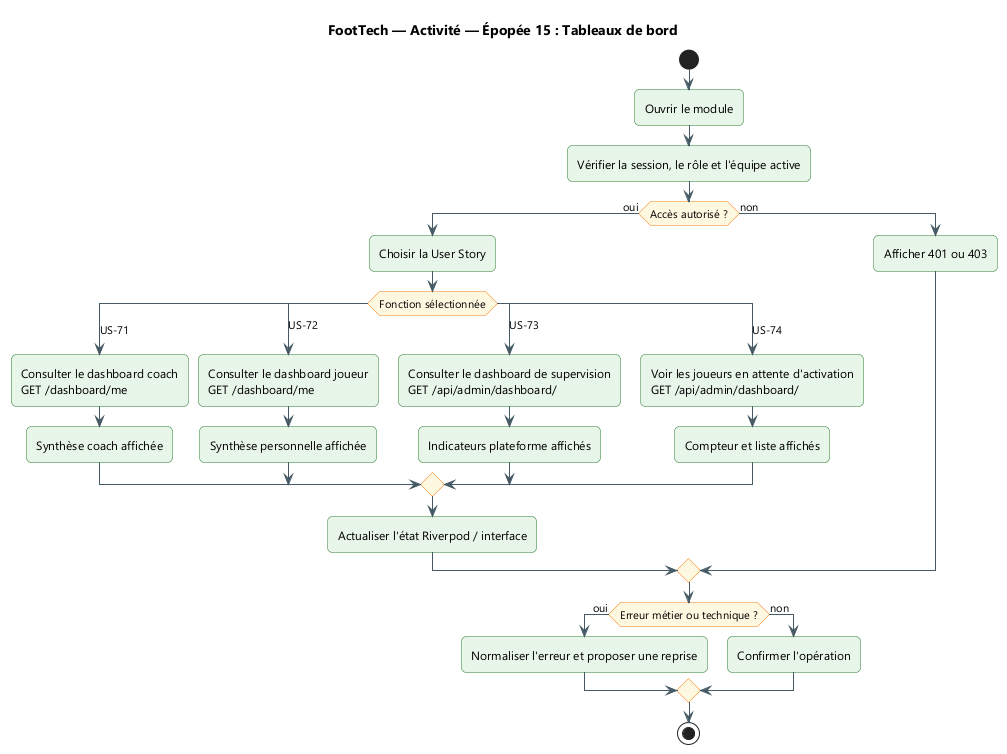 FootTech — Activité — Épopée 15 : Tableaux de bord
Ouvrir le module
Vérifier la session, le rôle et l'équipe active
oui
Accès autorisé ?
non
Choisir la User Story
Afficher 401 ou 403
Fonction sélectionnée
US-71
US-72
US-73
US-74
Consulter le dashboard coach
GET /dashboard/me
Consulter le dashboard joueur
GET /dashboard/me
Consulter le dashboard de supervision
GET /api/admin/dashboard/
Voir les joueurs en attente d'activation
GET /api/admin/dashboard/
Synthèse coach affichée
Synthèse personnelle affichée
Indicateurs plateforme affichés
Compteur et liste affichés
Actualiser l'état Riverpod / interface
oui
Erreur métier ou technique ?
non
Normaliser l'erreur et proposer une reprise
Confirmer l'opération